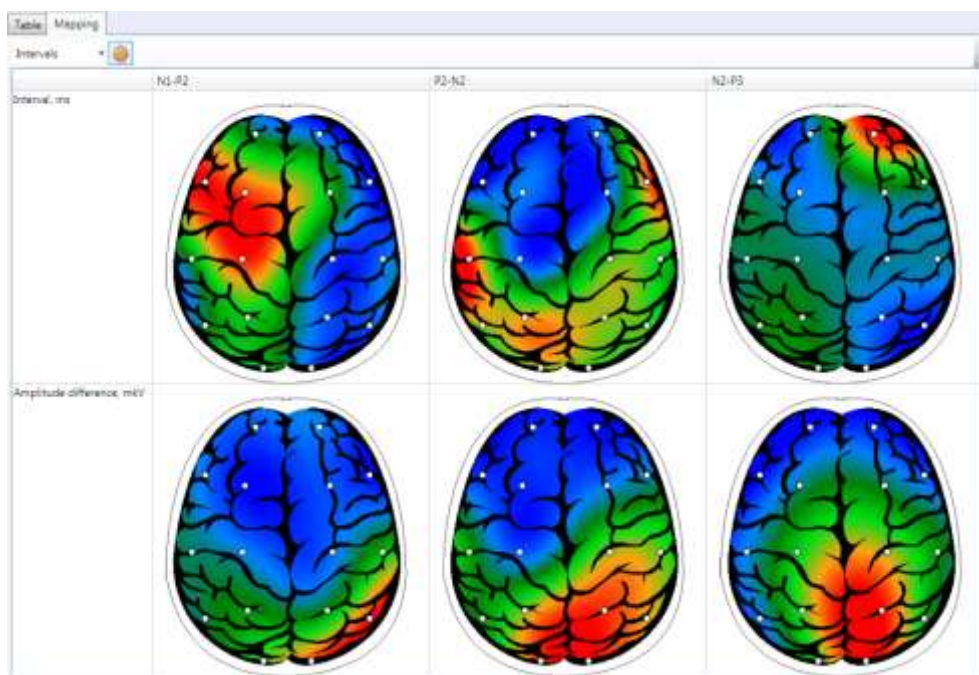 Table Mapping
Intervals
N1-P2 P2-N2 N2-P3
Interval, ms
Amplitude difference, mkV